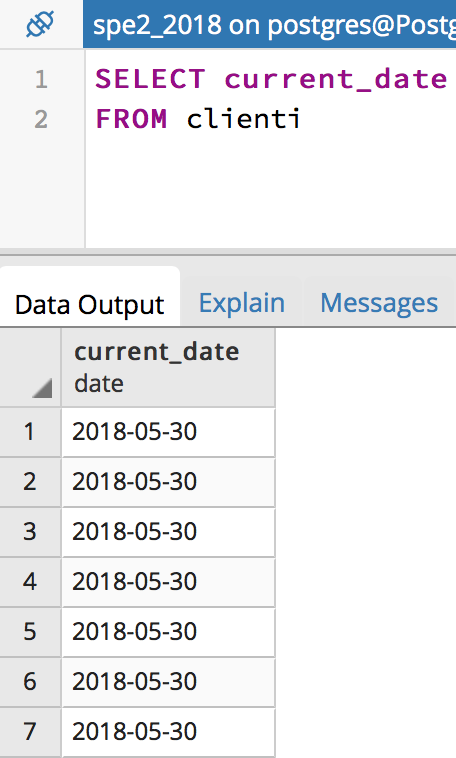 spe2_2018 on postgres@Postg
1 SELECT current_date
2 FROM clienti
Data Output Explain Messages
current_date
date
1 2018-05-30
2 2018-05-30
3 2018-05-30
4 2018-05-30
5 2018-05-30
6 2018-05-30
7 2018-05-30